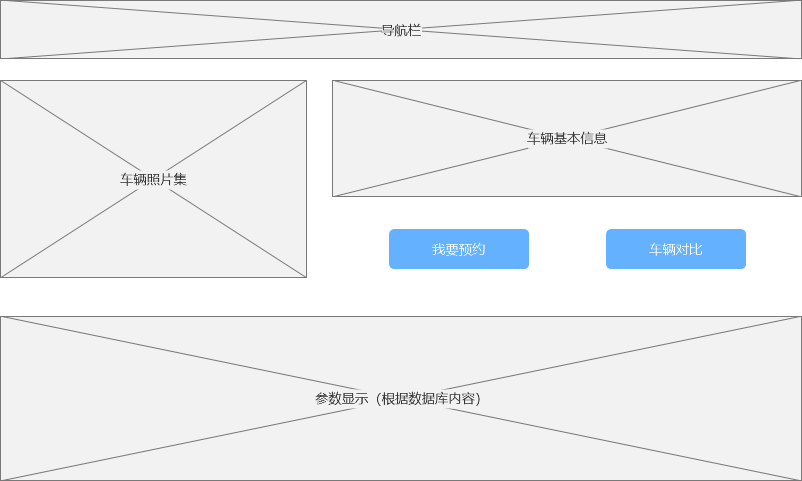 导航栏
车辆照片集
车辆基本信息
我要预约
车辆对比
参数显示（根据数据库内容）